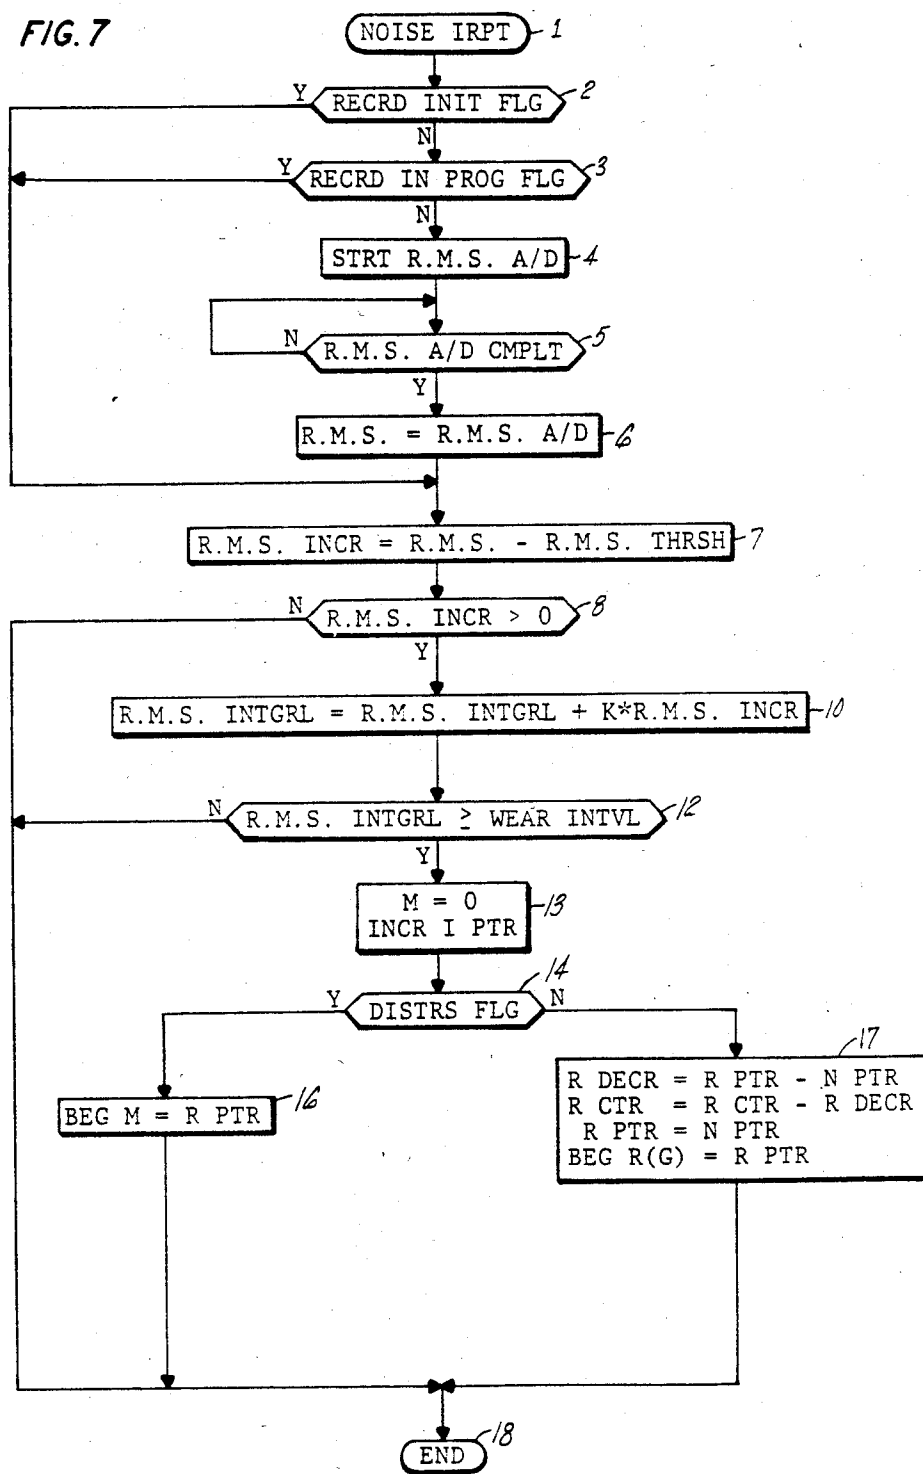 FIG. 7
NOISE IRPT 1
Y RECRD INIT FLG 2
N
Y RECRD IN PROG FLG 3
N
STRT R.M.S. A/D 4
N R.M.S. A/D CMPLT 5
Y
R.M.S. = R.M.S. A/D 6
R.M.S. INCR = R.M.S. - R.M.S. THRSH 7
N R.M.S. INCR > 0 8
Y
R.M.S. INTGRL = R.M.S. INTGRL + K*R.M.S. INCR 10
N R.M.S. INTGRL ≥ WEAR INTVL 12
Y
M = 0 13
INCR I PTR
Y DISTRS FLG N 14
BEG M = R PTR 16
17
R DECR = R PTR - N PTR
R CTR = R CTR - R DECR
R PTR = N PTR
BEG R(G) = R PTR
END 18